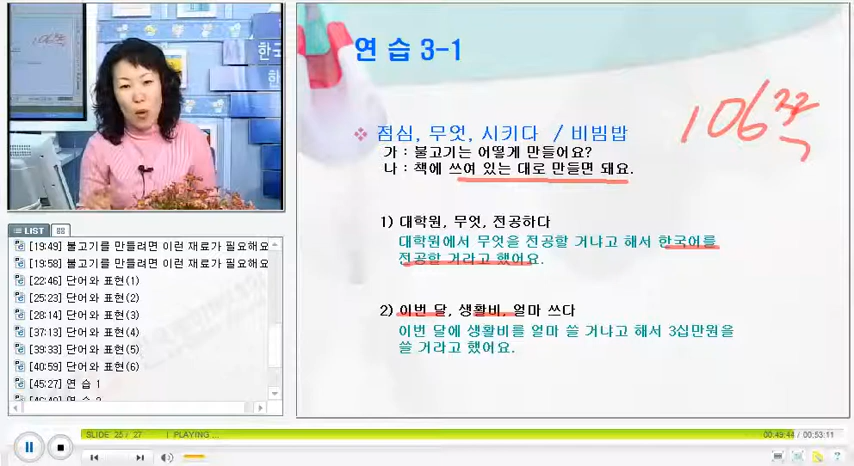 연 습 3-1
106쪽
점심, 무엇, 시키다 / 비빔밥
가 : 불고기는 어떻게 만들어요?
나 : 책에 쓰여 있는 대로 만들면 돼요.
1) 대학원, 무엇, 전공하다
대학원에서 무엇을 전공할 거냐고 해서 한국어를
전공할 거라고 했어요.
2) 이번 달, 생활비, 얼마 쓰다
이번 달에 생활비를 얼마 쓸 거냐고 해서 3십만원을
쓸 거라고 했어요.
LIST
[19:49] 불고기를 만들려면 이런 재료가 필요해요
[19:58] 불고기를 만들려면 이런 재료가 필요해요
[22:46] 단어와 표현(1)
[25:23] 단어와 표현(2)
[28:14] 단어와 표현(3)
[37:13] 단어와 표현(4)
[39:33] 단어와 표현(5)
[40:59] 단어와 표현(6)
[45:27] 연 습 1
SLIDE 25 / 27 | PLAYING ...
00:49:44 / 00:53:11